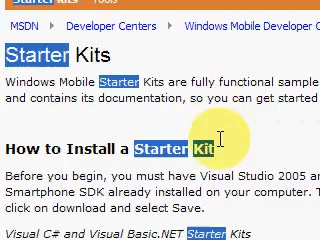 Starter Kits Tools
MSDN Developer Centers Windows Mobile Developer C
Starter Kits
Windows Mobile Starter Kits are fully functional sample
and contains its documentation, so you can get started
How to Install a Starter Kit
Before you begin, you must have Visual Studio 2005 an
Smartphone SDK already installed on your computer. T
click on download and select Save.
Visual C# and Visual Basic.NET Starter Kits